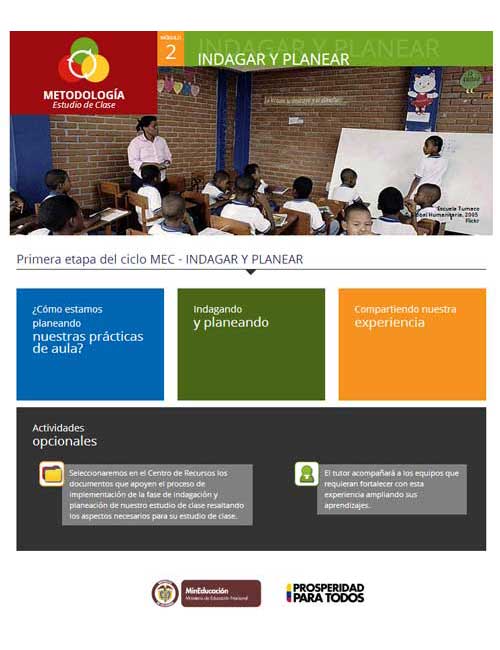 METODOLOGÍA
Estudio de Clase
MÓDULO
2
INDAGAR Y PLANEAR
INDAGAR Y PLANEAR
Escuela Tumaco
Flickr
Primera etapa del ciclo MEC - INDAGAR Y PLANEAR
¿Cómo estamos
planeando
nuestras prácticas
de aula?
Indagando
y planeando
Compartiendo nuestra
experiencia
Actividades
opcionales
Seleccionaremos en el Centro de Recursos los
documentos que apoyen el proceso de
implementación de la fase de indagación y
planeación de nuestro estudio de clase resaltando
los aspectos necesarios para su estudio de clase.
El tutor acompañará a los equipos que
requieran fortalecer con esta
experiencia ampliando sus
aprendizajes.
MinEducación
Ministerio de Educación Nacional
PROSPERIDAD
PARA TODOS